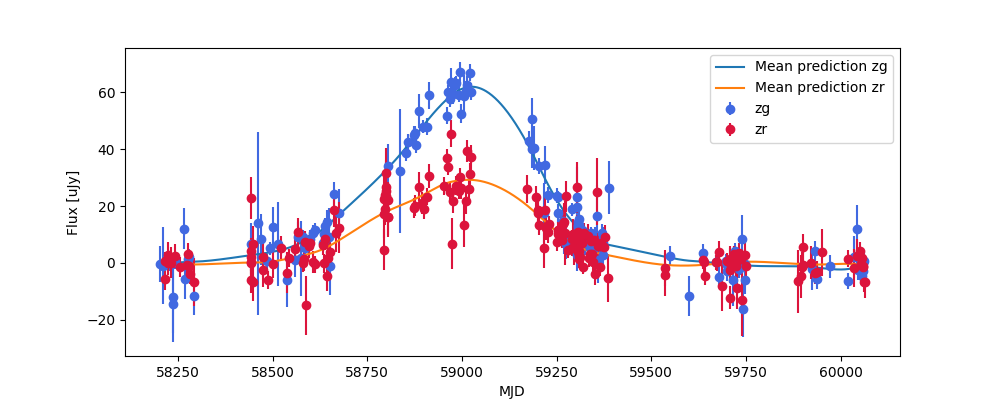 Mean prediction zg
Mean prediction zr
zg
zr
Flux [uJy]
60
40
20
0
−20
58250 58500 58750 59000 59250 59500 59750 60000
MJD